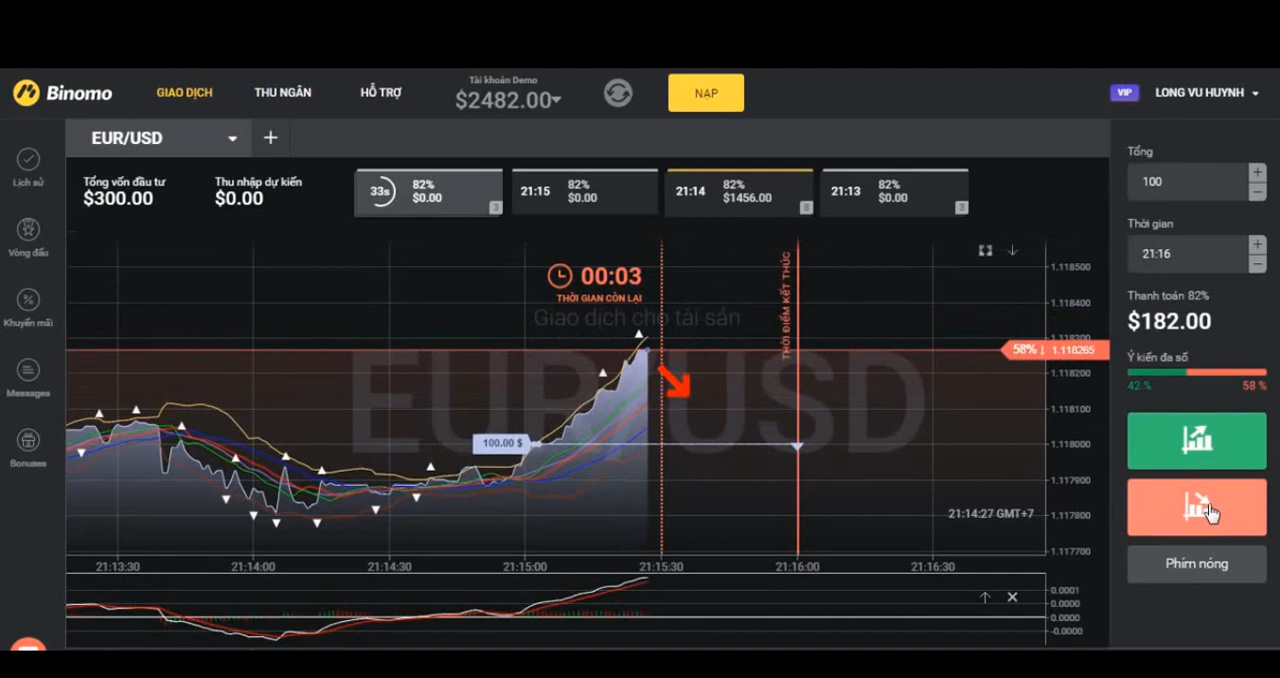 Binomo
GIAO DỊCH
THU NGÂN
HỖ TRỢ
Tài khoản Demo
$2482.00
NẠP
VIP
LONG VU HUYNH
EUR/USD
+
Lịch sử
Vòng đấu
Khuyến mãi
Messages
Bonuses
Tổng vốn đầu tư
$300.00
Thu nhập dự kiến
$0.00
33s
82%
$0.00
3
21:15
82%
$0.00
21:14
82%
$1456.00
8
21:13
82%
$0.00
3
00:03
THỜI GIAN CÒN LẠI
Giao dịch cho tài sản
EUR/USD
THỜI ĐIỂM KẾT THÚC
100.00 $
58% ↓ 1.118265
21:14:27 GMT+7
1.118500
1.118400
1.118300
1.118200
1.118100
1.118000
1.117900
1.117800
1.117700
21:13:30
21:14:00
21:14:30
21:15:00
21:15:30
21:16:00
21:16:30
0.0001
0.0000
0.0000
-0.0000
Tổng
100
+
−
Thời gian
21:16
+
−
Thanh toán 82%
$182.00
Ý kiến đa số
42 %
58 %
Phím nóng